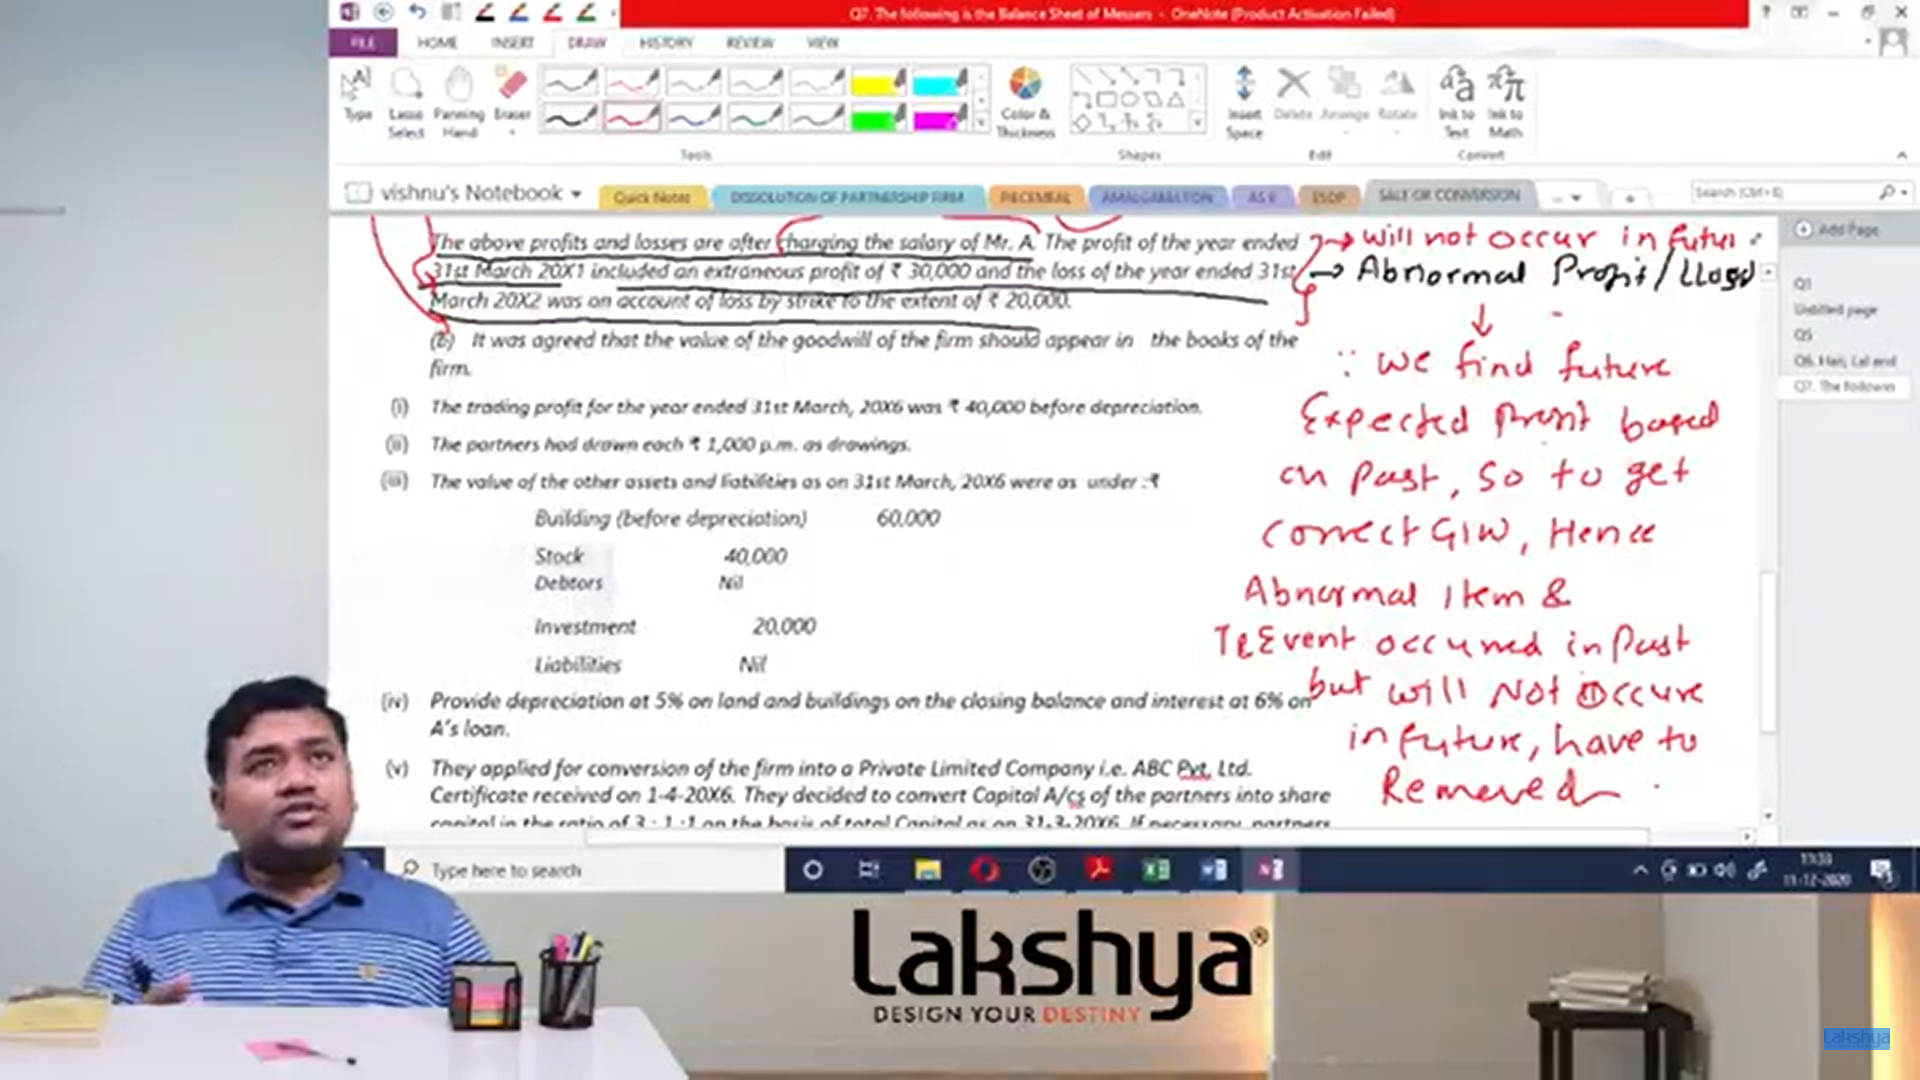 Q7. The following is the Balance Sheet of Messers - OneNote (Product Activation Failed)
FILE HOME INSERT DRAW HISTORY REVIEW VIEW
Type
Lasso Select
Panning Hand
Eraser
Color & Thickness
Insert Space
Delete
Arrange
Rotate
Ink to Text
Ink to Math
Tools Shapes Edit Convert
vishnu's Notebook Quick Notes DISSOLUTION OF PARTNERSHIP FIRM PIECEMEAL AMALGAMATION AS 9 ESOP SALE OR CONVERSION Search (Ctrl+E)
Add Page
Q1
Untitled page
Q5
Q6. Hari, Lal and
Q7. The followin
The above profits and losses are after charging the salary of Mr. A. The profit of the year ended
31st March 20X1 included an extraneous profit of ₹ 30,000 and the loss of the year ended 31st
March 20X2 was on account of loss by strike to the extent of ₹ 20,000.
(b) It was agreed that the value of the goodwill of the firm should appear in the books of the
firm.
(i) The trading profit for the year ended 31st March, 20X6 was ₹ 40,000 before depreciation.
(ii) The partners had drawn each ₹ 1,000 p.m. as drawings.
(iii) The value of the other assets and liabilities as on 31st March, 20X6 were as under :₹
Building (before depreciation) 60,000
Stock 40,000
Debtors Nil
Investment 20,000
Liabilities Nil
(iv) Provide depreciation at 5% on land and buildings on the closing balance and interest at 6% on
A's loan.
(v) They applied for conversion of the firm into a Private Limited Company i.e. ABC Pvt. Ltd.
Certificate received on 1-4-20X6. They decided to convert Capital A/cs of the partners into share
capital in the ratio of 3 : 1 :1 on the basis of total Capital as on 31-3-20X6. If necessary, partners
→ will not occur in futur
→ Abnormal Profit/LLoss
↓
∵ we find future
Expected Profit based
on past, so to get
correct G/W, Hence
Abnormal item &
Event occurred in Past
but will Not Occure
in future, have to
Removed
Type here to search
11:33
11-12-2020
Lakshya®
DESIGN YOUR DESTINY
Lakshya